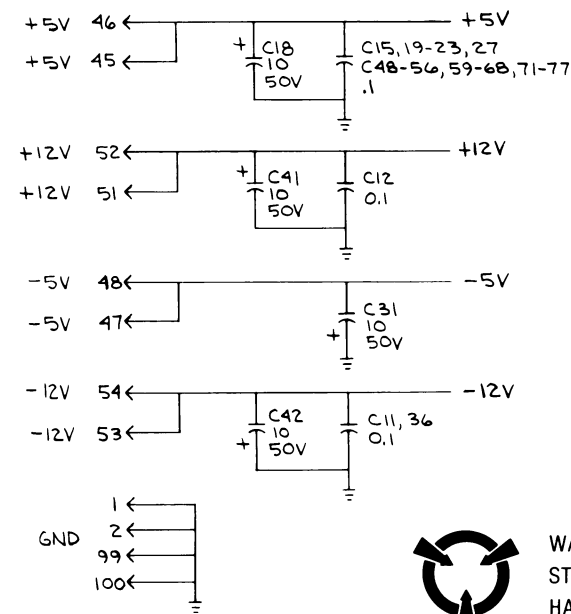 +5V 46 +5V
+5V 45
+ C18
10
50V
C15, 19-23, 27
C48-56, 59-68, 71-77
.1
+12V 52 +12V
+12V 51
+ C41
10
50V
C12
0.1
-5V 48 -5V
-5V 47
C31
10
+ 50V
-12V 54 -12V
-12V 53
C42
10
+ 50V
C11, 36
0.1
GND
1
2
99
100
WA
ST
HA